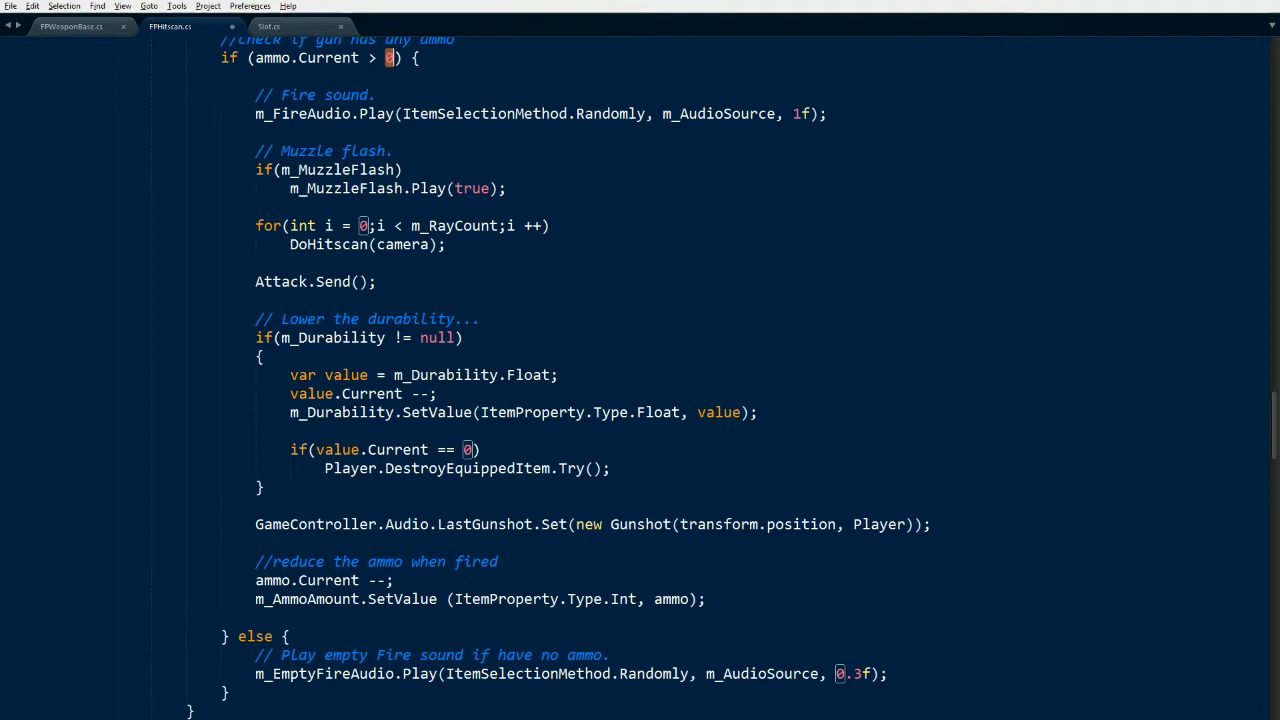 File Edit Selection Find View Goto Tools Project Preferences Help
FPWeaponBase.cs FPHitscan.cs Slot.cs
//check if gun has any ammo
if (ammo.Current > 0) {
// Fire sound.
m_FireAudio.Play(ItemSelectionMethod.Randomly, m_AudioSource, 1f);
// Muzzle flash.
if(m_MuzzleFlash)
m_MuzzleFlash.Play(true);
for(int i = 0;i < m_RayCount;i ++)
DoHitscan(camera);
Attack.Send();
// Lower the durability...
if(m_Durability != null)
{
var value = m_Durability.Float;
value.Current --;
m_Durability.SetValue(ItemProperty.Type.Float, value);
if(value.Current == 0)
Player.DestroyEquippedItem.Try();
}
GameController.Audio.LastGunshot.Set(new Gunshot(transform.position, Player));
//reduce the ammo when fired
ammo.Current --;
m_AmmoAmount.SetValue (ItemProperty.Type.Int, ammo);
} else {
// Play empty Fire sound if have no ammo.
m_EmptyFireAudio.Play(ItemSelectionMethod.Randomly, m_AudioSource, 0.3f);
}
}